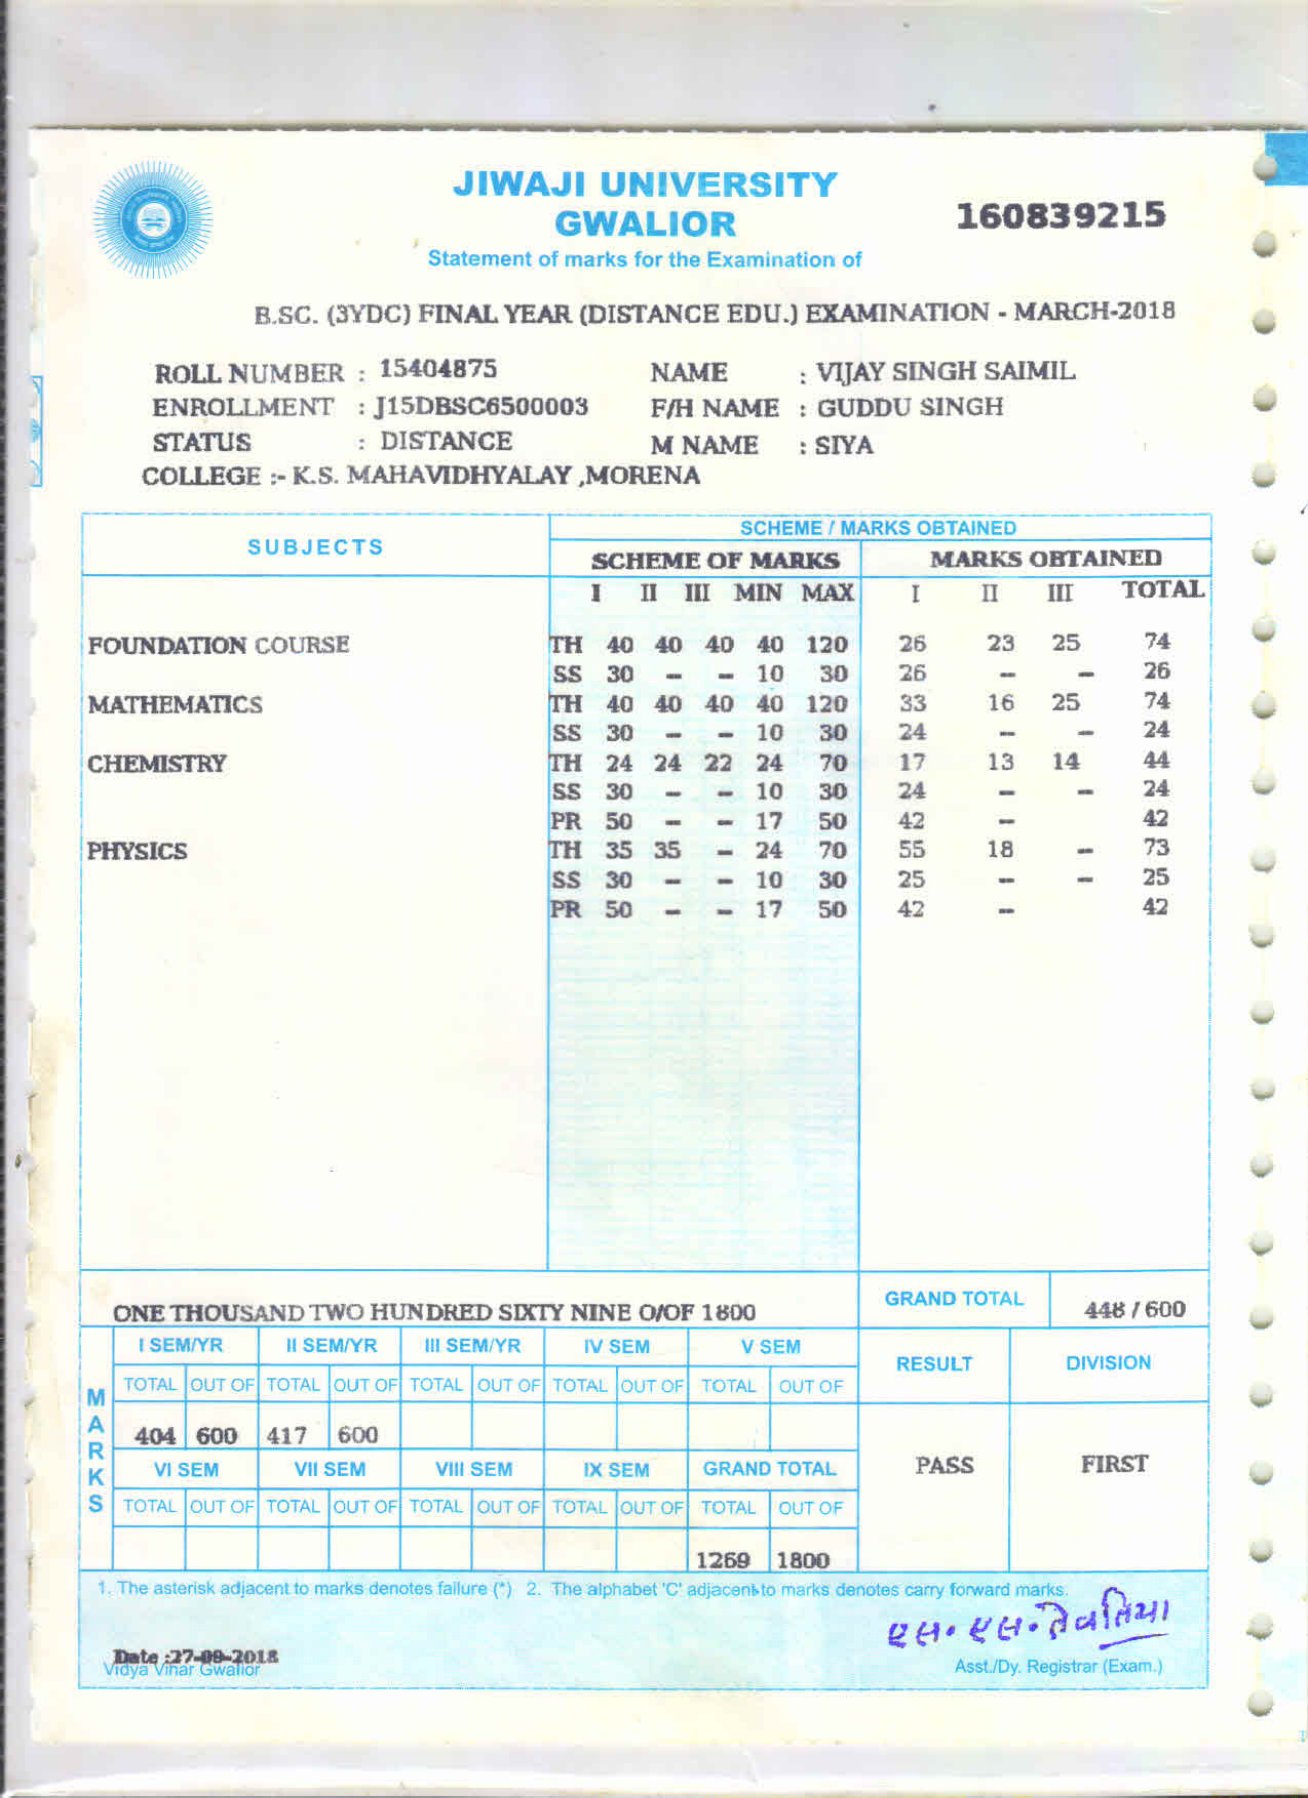 JIWAJI UNIVERSITY
GWALIOR
160839215
Statement of marks for the Examination of
B.SC. (3YDC) FINAL YEAR (DISTANCE EDU.) EXAMINATION - MARCH-2018
ROLL NUMBER : 15404875 NAME : VIJAY SINGH SAIMIL
ENROLLMENT : J15DBSC6500003 F/H NAME : GUDDU SINGH
STATUS : DISTANCE M NAME : SIYA
COLLEGE :- K.S. MAHAVIDHYALAY ,MORENA
SUBJECTS SCHEME / MARKS OBTAINED
SCHEME OF MARKS MARKS OBTAINED
I II III MIN MAX I II III TOTAL
FOUNDATION COURSE TH 40 40 40 40 120 26 23 25 74
SS 30 - - 10 30 26 - - 26
MATHEMATICS TH 40 40 40 40 120 33 16 25 74
SS 30 - - 10 30 24 - - 24
CHEMISTRY TH 24 24 22 24 70 17 13 14 44
SS 30 - - 10 30 24 - - 24
PR 50 - - 17 50 42 - 42
PHYSICS TH 35 35 - 24 70 55 18 - 73
SS 30 - - 10 30 25 - - 25
PR 50 - - 17 50 42 - 42
ONE THOUSAND TWO HUNDRED SIXTY NINE O/OF 1800 GRAND TOTAL 448 / 600
MARKS
I SEM/YR II SEM/YR III SEM/YR IV SEM V SEM RESULT DIVISION
TOTAL OUT OF TOTAL OUT OF TOTAL OUT OF TOTAL OUT OF TOTAL OUT OF
404 600 417 600
VI SEM VII SEM VIII SEM IX SEM GRAND TOTAL PASS FIRST
TOTAL OUT OF TOTAL OUT OF TOTAL OUT OF TOTAL OUT OF TOTAL OUT OF
1269 1800
1. The asterisk adjacent to marks denotes failure (*) 2. The alphabet 'C' adjacent to marks denotes carry forward marks.
एस. एस. तेवतिया
Date :27-09-2018
Vidya Vihar Gwalior
Asst./Dy. Registrar (Exam.)